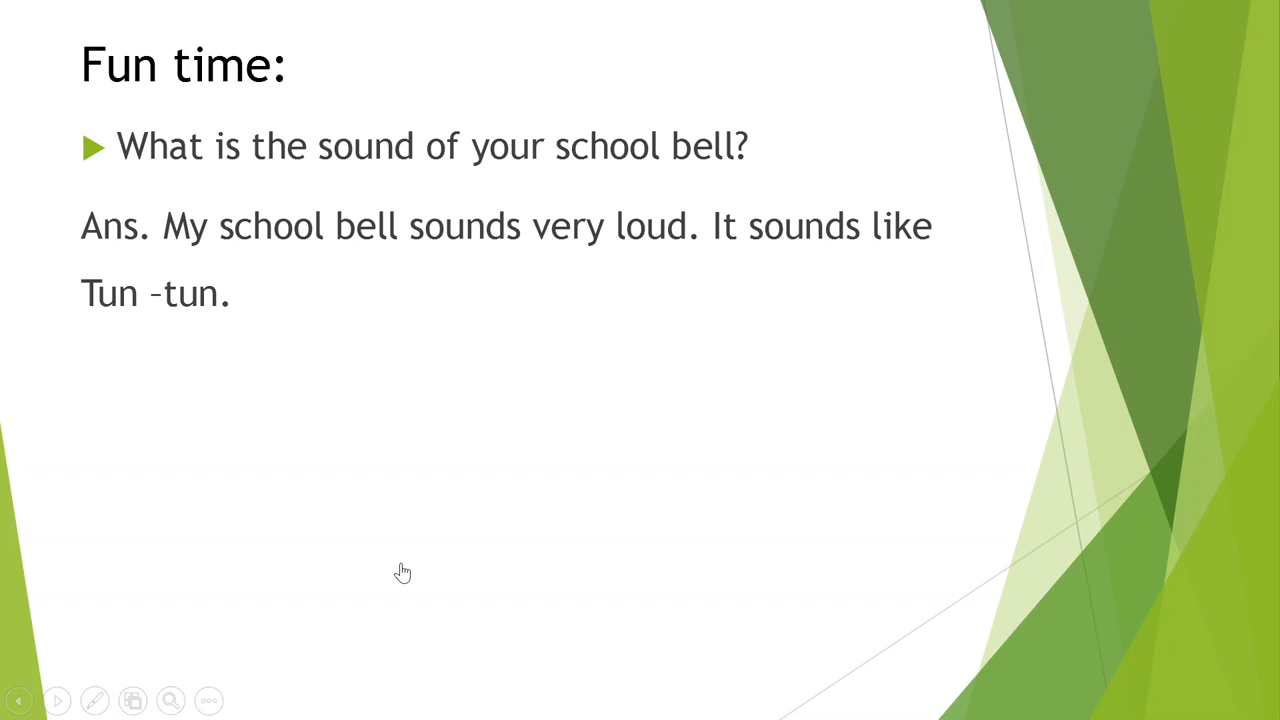 Fun time:
What is the sound of your school bell?
Ans. My school bell sounds very loud. It sounds like
Tun –tun.